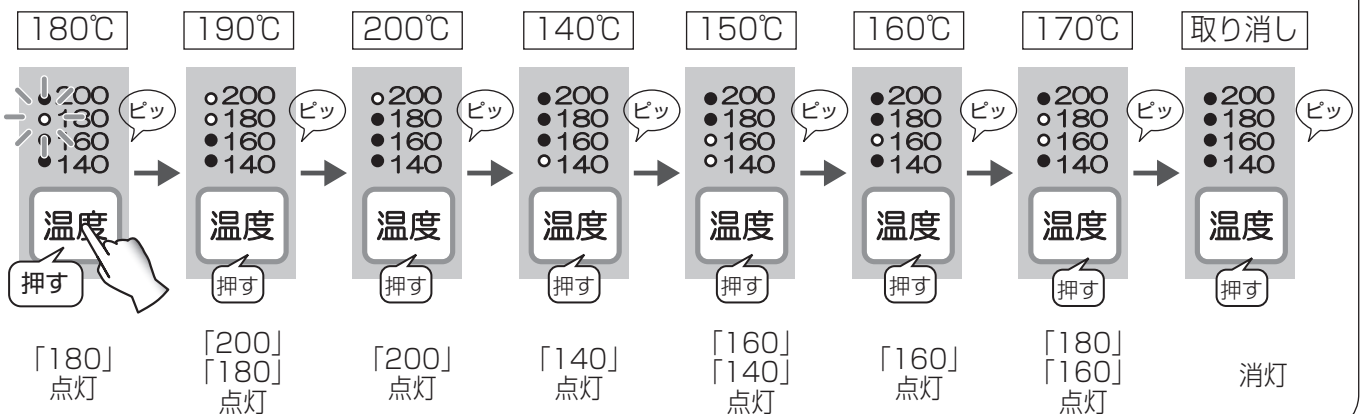 180℃
200
180
160
140
ピッ
温度
押す
「180」
点灯
190℃
200
180
160
140
ピッ
温度
押す
「200」
「180」
点灯
200℃
200
180
160
140
ピッ
温度
押す
「200」
点灯
140℃
200
180
160
140
ピッ
温度
押す
「140」
点灯
150℃
200
180
160
140
ピッ
温度
押す
「160」
「140」
点灯
160℃
200
180
160
140
ピッ
温度
押す
「160」
点灯
170℃
200
180
160
140
ピッ
温度
押す
「180」
「160」
点灯
取り消し
200
180
160
140
ピッ
温度
押す
消灯